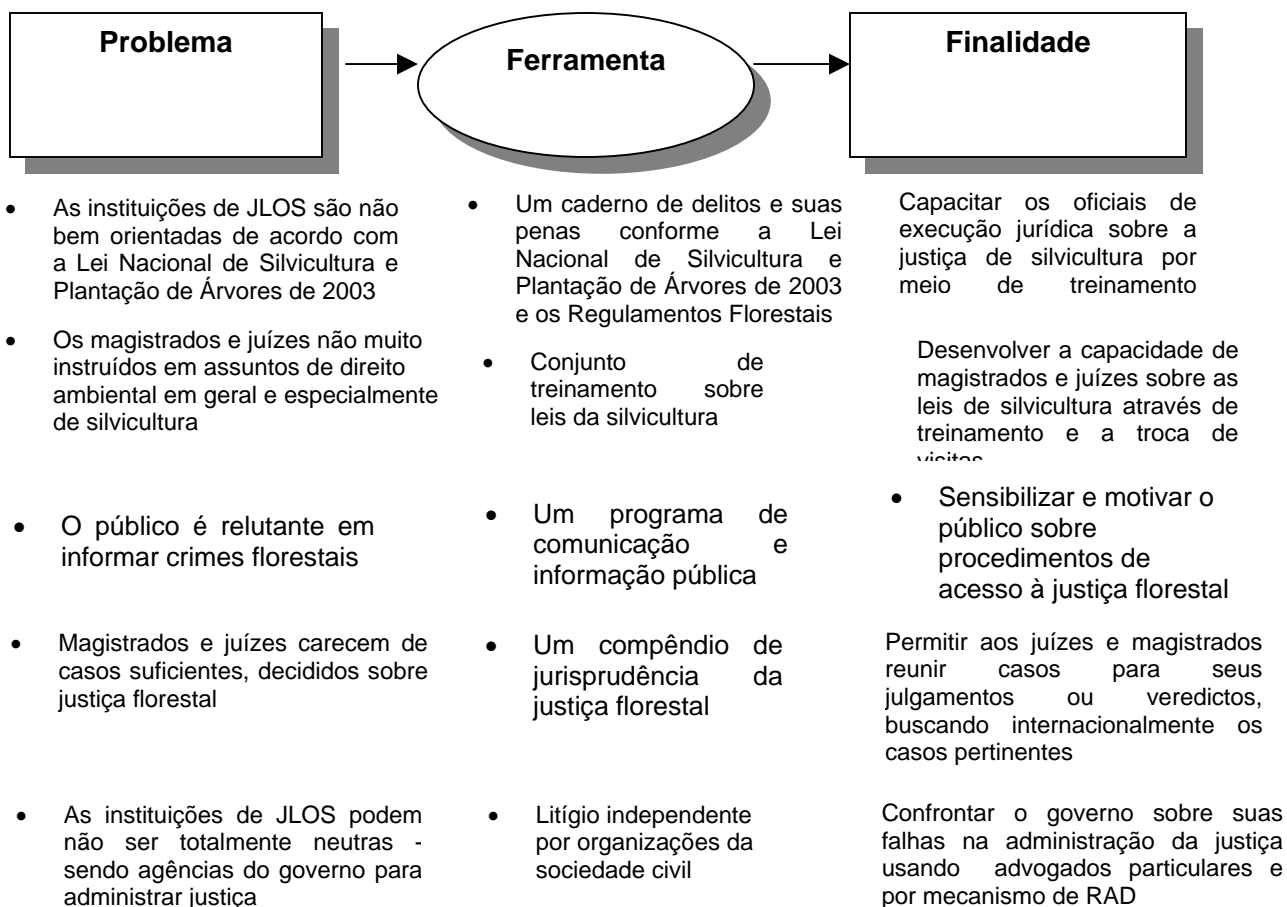 Problema
Ferramenta
Finalidade
• As instituições de JLOS são não
bem orientadas de acordo com
a Lei Nacional de Silvicultura e
Plantação de Árvores de 2003
• Os magistrados e juízes não muito
instruídos em assuntos de direito
ambiental em geral e especialmente
de silvicultura
• O público é relutante em
informar crimes florestais
• Magistrados e juízes carecem de
casos suficientes, decididos sobre
justiça florestal
• As instituições de JLOS podem
não ser totalmente neutras -
sendo agências do governo para
administrar justiça
• Um caderno de delitos e suas
penas conforme a Lei
Nacional de Silvicultura e
Plantação de Árvores de 2003
e os Regulamentos Florestais
• Conjunto de
treinamento sobre
leis da silvicultura
• Um programa de
comunicação e
informação pública
• Um compêndio de
jurisprudência da
justiça florestal
• Litígio independente
por organizações da
sociedade civil
Capacitar os oficiais de
execução jurídica sobre a
justiça de silvicultura por
meio de treinamento
Desenvolver a capacidade de
magistrados e juízes sobre as
leis de silvicultura através de
treinamento e a troca de
visitas
• Sensibilizar e motivar o
público sobre
procedimentos de
acesso à justiça florestal
Permitir aos juízes e magistrados
reunir casos para seus
julgamentos ou veredictos,
buscando internacionalmente os
casos pertinentes
Confrontar o governo sobre suas
falhas na administração da justiça
usando advogados particulares e
por mecanismo de RAD